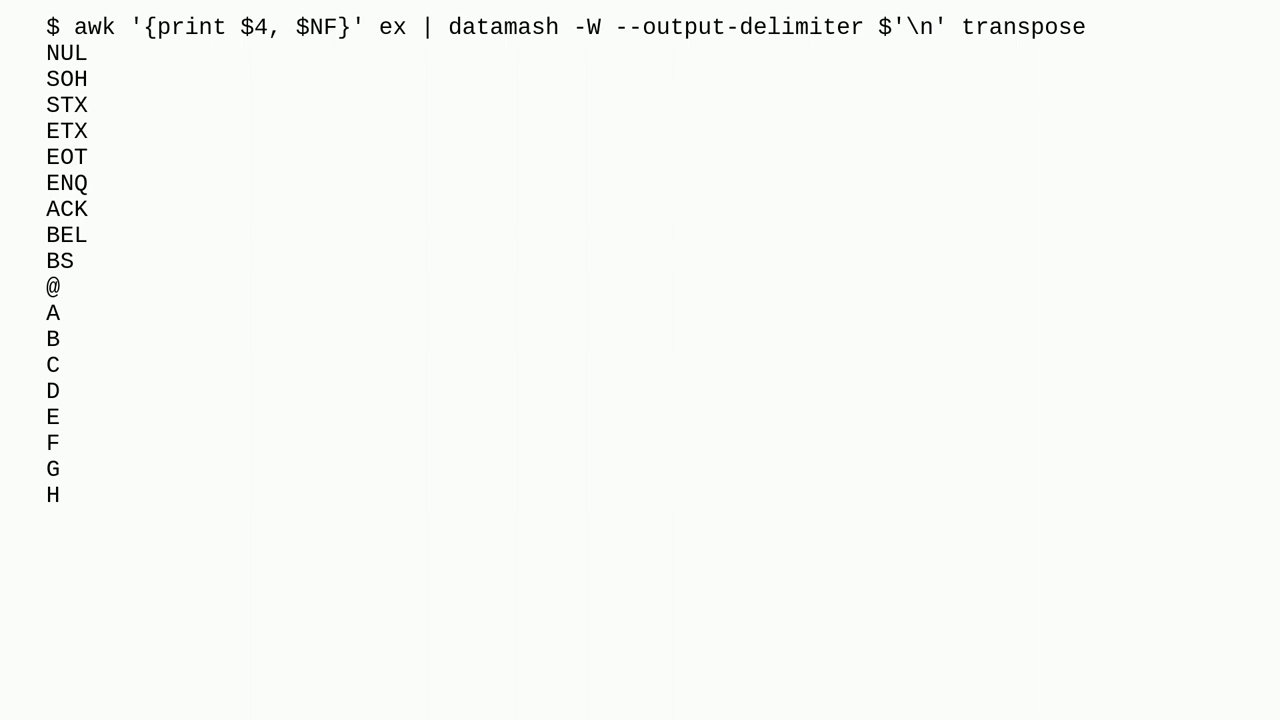 $ awk '{print $4, $NF}' ex | datamash -W --output-delimiter $'\n' transpose
NUL
SOH
STX
ETX
EOT
ENQ
ACK
BEL
BS
@
A
B
C
D
E
F
G
H